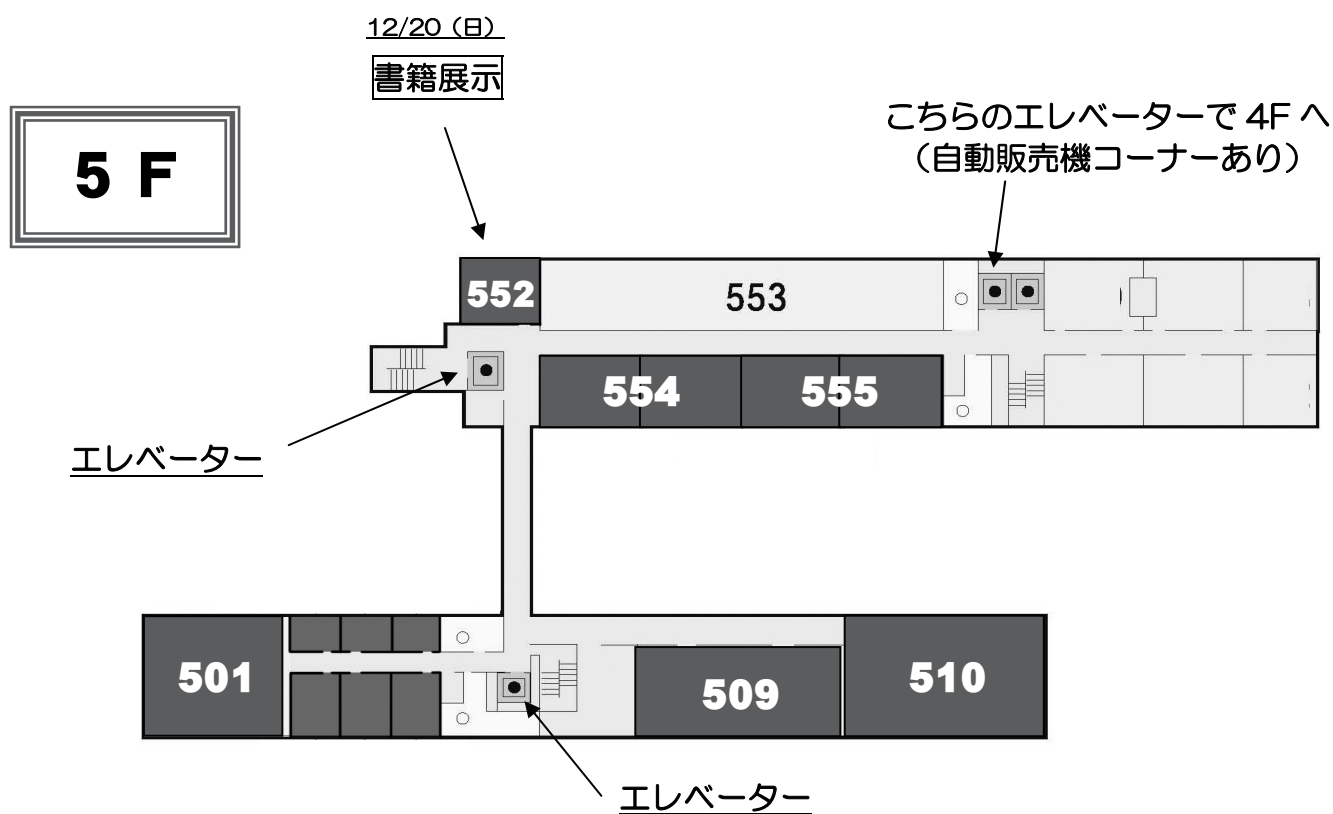 12/20（日）
書籍展示
5 F
こちらのエレベーターで 4F へ
（自動販売機コーナーあり）
552
553
554
555
エレベーター
501
509
510
エレベーター